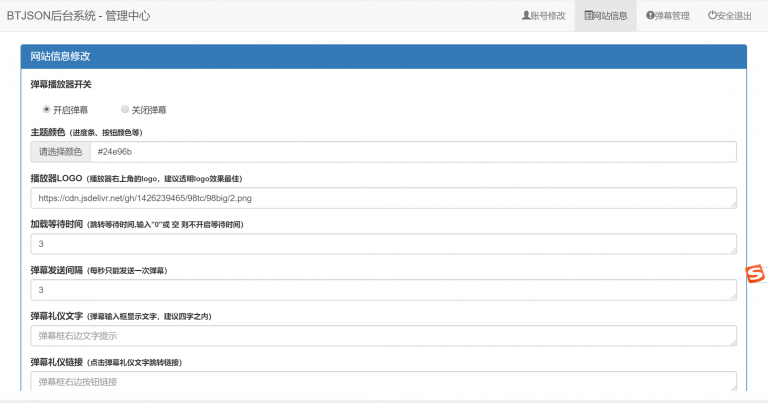 BTJSON后台系统 - 管理中心
账号修改 网站信息 弹幕管理 安全退出
网站信息修改
弹幕播放器开关
开启弹幕 关闭弹幕
主题颜色（进度条、按钮颜色等）
请选择颜色 #24e96b
播放器LOGO（播放器右上角的logo，建议透明logo效果最佳）
https://cdn.jsdelivr.net/gh/1426239465/98tc/98big/2.png
加载等待时间（跳转等待时间,输入"0"或 空 则不开启等待时间）
3
弹幕发送间隔（每秒只能发送一次弹幕）
3
弹幕礼仪文字（弹幕输入框显示文字，建议四字之内）
弹幕框右边文字提示
弹幕礼仪链接（点击弹幕礼仪文字跳转链接）
弹幕框右边按钮链接